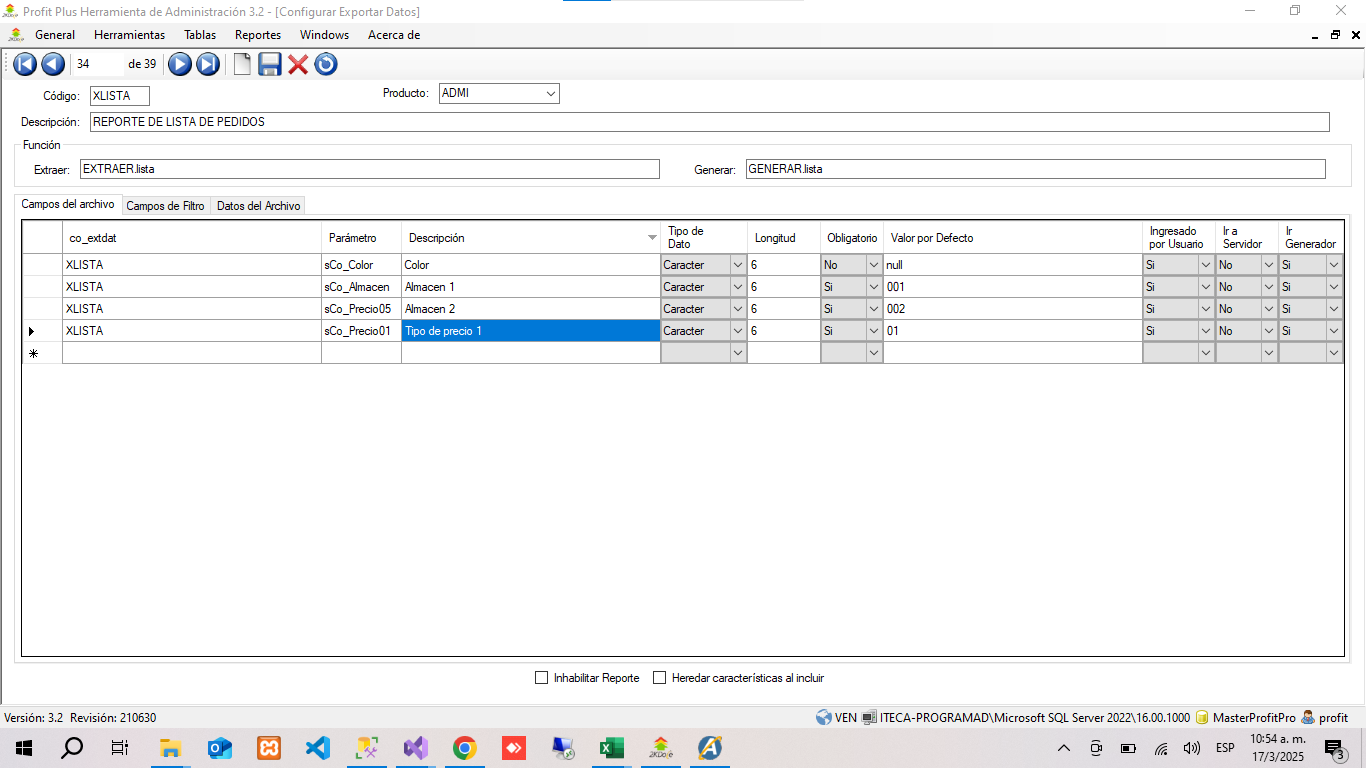 Profit Plus Herramienta de Administración 3.2 - [Configurar Exportar Datos]
General Herramientas Tablas Reportes Windows Acerca de
34 de 39
Código: XLISTA Producto: ADMI
Descripción: REPORTE DE LISTA DE PEDIDOS
Función
Extraer: EXTRAER.lista Generar: GENERAR.lista
Campos del archivo Campos de Filtro Datos del Archivo
co_extdat Parámetro Descripción Tipo de Dato Longitud Obligatorio Valor por Defecto Ingresado por Usuario Ir a Servidor Ir Generador
XLISTA sCo_Color Color Caracter 6 No null Si No Si
XLISTA sCo_Almacen Almacen 1 Caracter 6 Si 001 Si No Si
XLISTA sCo_Precio05 Almacen 2 Caracter 6 Si 002 Si No Si
XLISTA sCo_Precio01 Tipo de precio 1 Caracter 6 Si 01 Si No Si
Inhabilitar Reporte Heredar características al incluir
Versión: 3.2 Revisión: 210630 VEN ITECA-PROGRAMAD\Microsoft SQL Server 2022\16.00.1000 MasterProfitPro profit
ESP 10:54 a. m.
17/3/2025 3